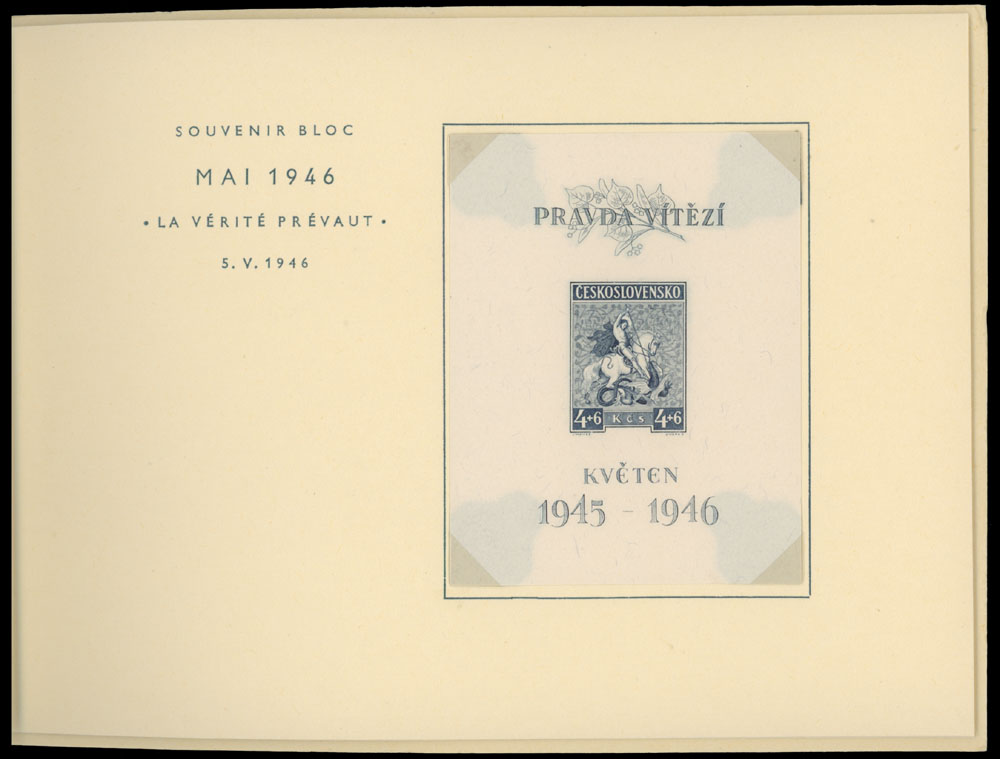 SOUVENIR BLOC
MAI 1946
• LA VÉRITÉ PRÉVAUT •
5. V. 1946
PRAVDA VÍTĚZÍ
ČESKOSLOVENSKO
4+6 KČS 4+6
KVĚTEN
1945 - 1946